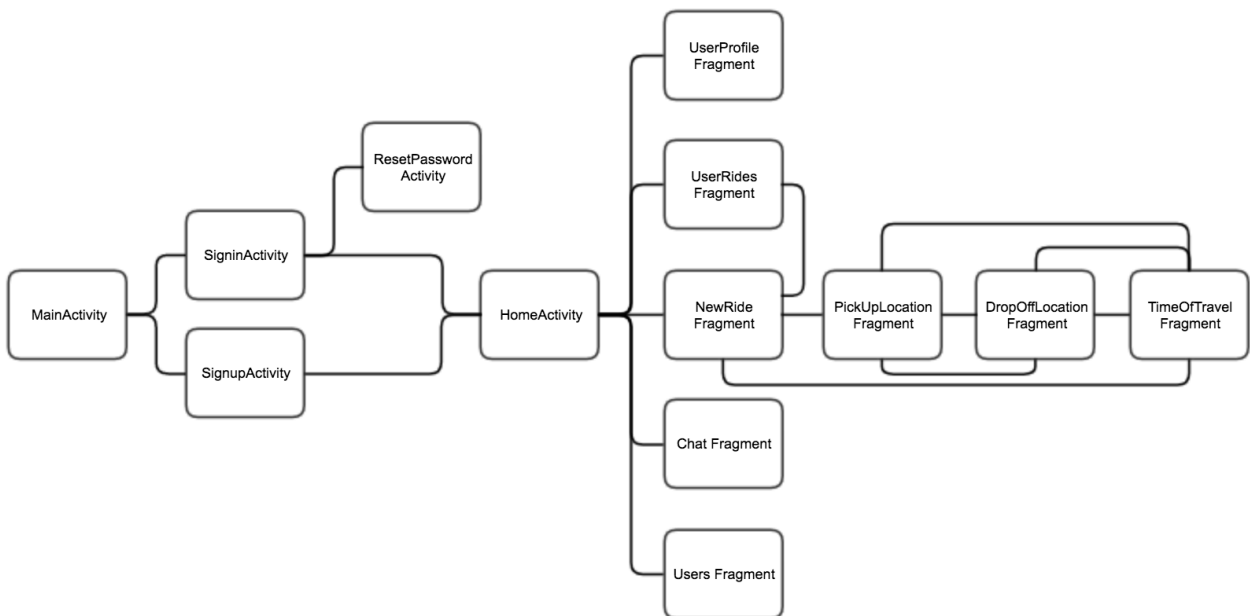 UserProfile
Fragment
ResetPassword
Activity
UserRides
Fragment
SigninActivity
MainActivity
HomeActivity
NewRide
Fragment
PickUpLocation
Fragment
DropOffLocation
Fragment
TimeOfTravel
Fragment
SignupActivity
Chat Fragment
Users Fragment